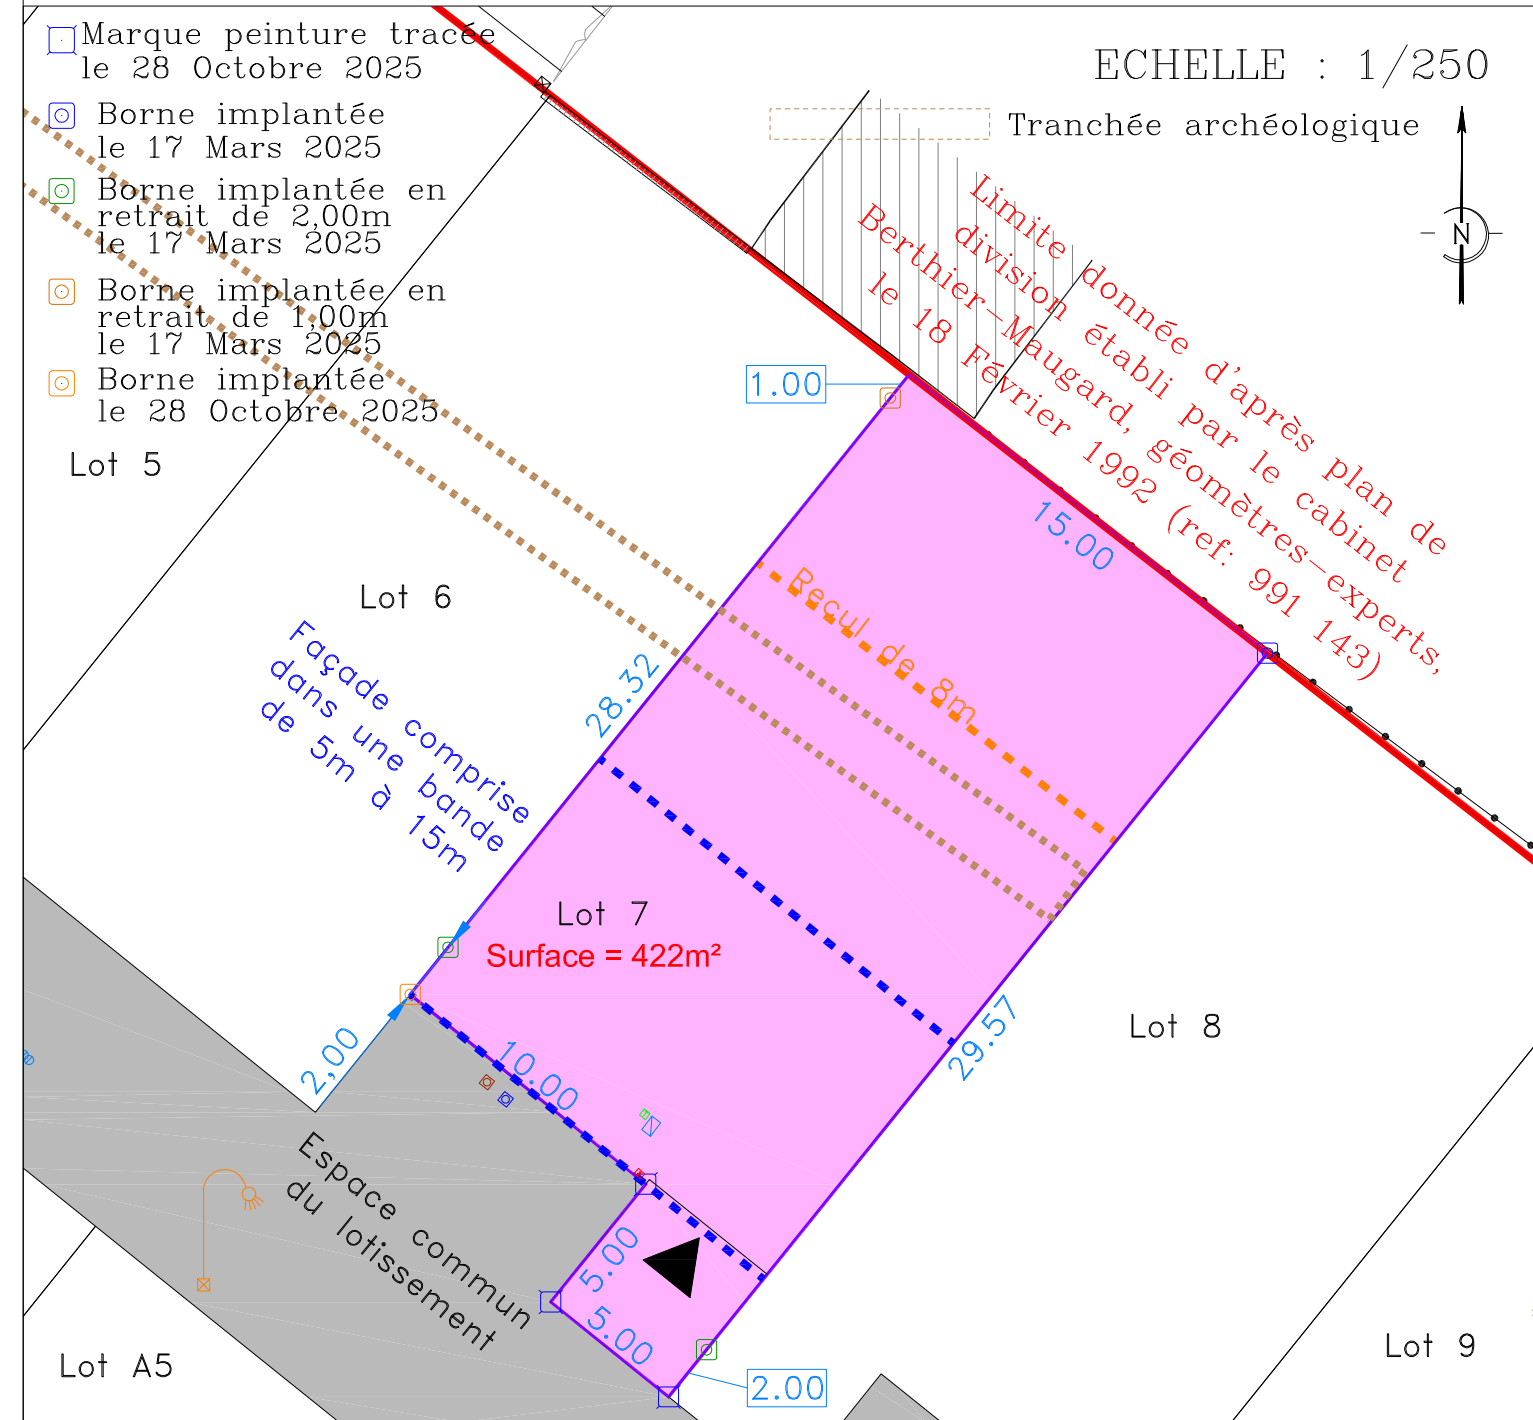 Marque peinture tracée
le 28 Octobre 2025
Borne implantée
le 17 Mars 2025
Borne implantée en
retrait de 2,00m
le 17 Mars 2025
Borne implantée en
retrait de 1,00m
le 17 Mars 2025
Borne implantée
le 28 Octobre 2025
ECHELLE : 1/250
Tranchée archéologique
N
Limite donnée d'après plan de
division établi par le cabinet
Berthier-Maugard, géomètres-experts,
le 18 Février 1992 (ref: 991 143)
1.00
15.00
Lot 5
Lot 6
Recul de 8m
28.32
Façade comprise
dans une bande
de 5m à 15m
Lot 7
Surface = 422m²
Lot 8
29.57
2,00
10.00
Espace commun
du lotissement
5.00
5.00
2.00
Lot A5
Lot 9